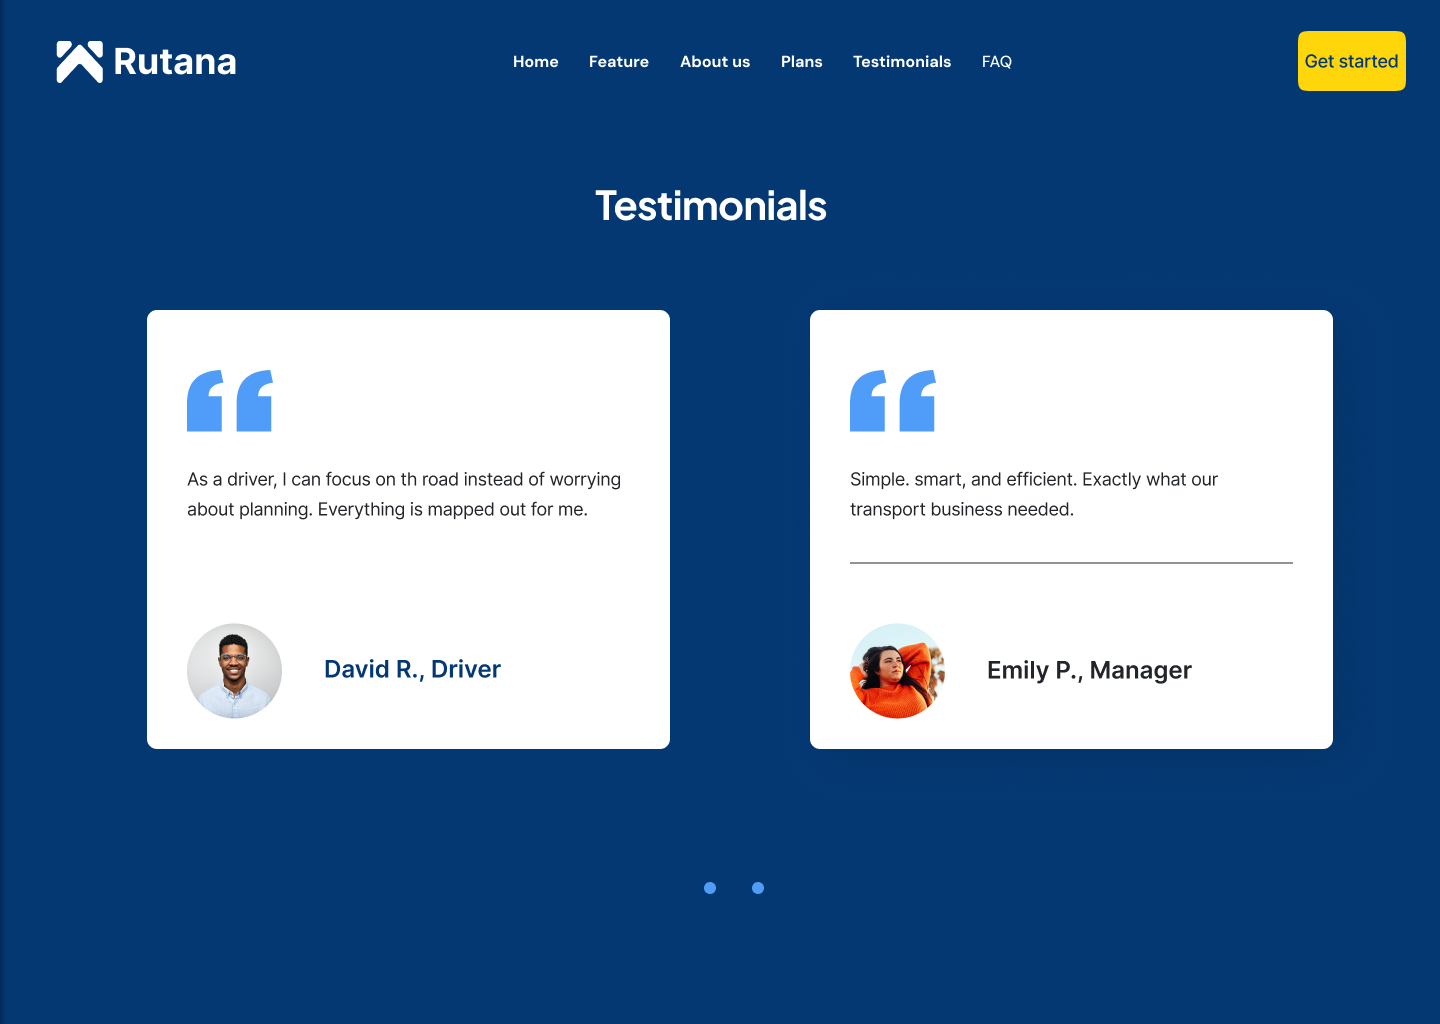 Rutana
Home Feature About us Plans Testimonials FAQ
Get started
Testimonials
As a driver, I can focus on th road instead of worrying
about planning. Everything is mapped out for me.
David R., Driver
Simple. smart, and efficient. Exactly what our
transport business needed.
Emily P., Manager